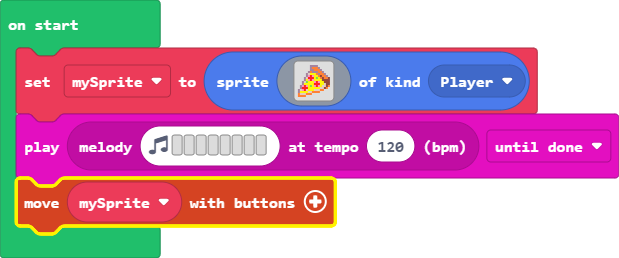 on start
set mySprite to sprite of kind Player
play melody at tempo 120 (bpm) until done
move mySprite with buttons